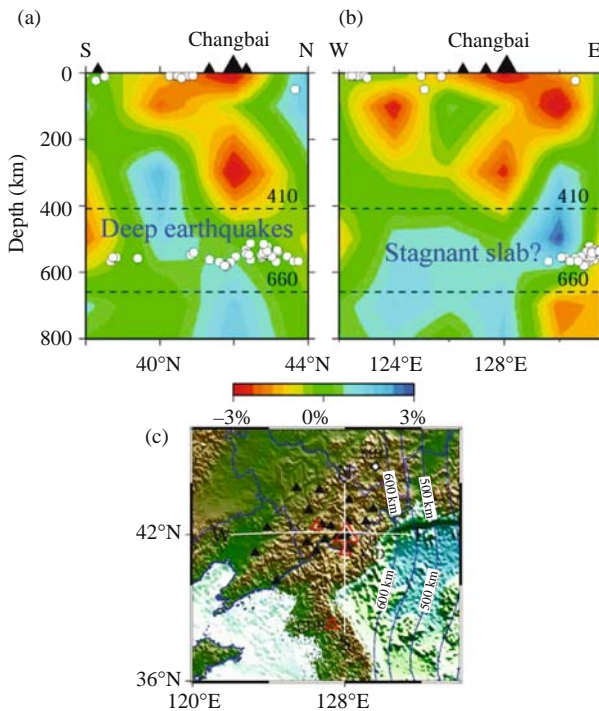 (a)
(b)
S Changbai N
W Changbai E
0
200
400
600
800
Depth (km)
410
Deep earthquakes
660
410
Stagnant slab?
660
40°N 44°N
124°E 128°E
–3% 0% 3%
(c)
600 km
500 km
42°N
600 km
500 km
36°N
120°E 128°E